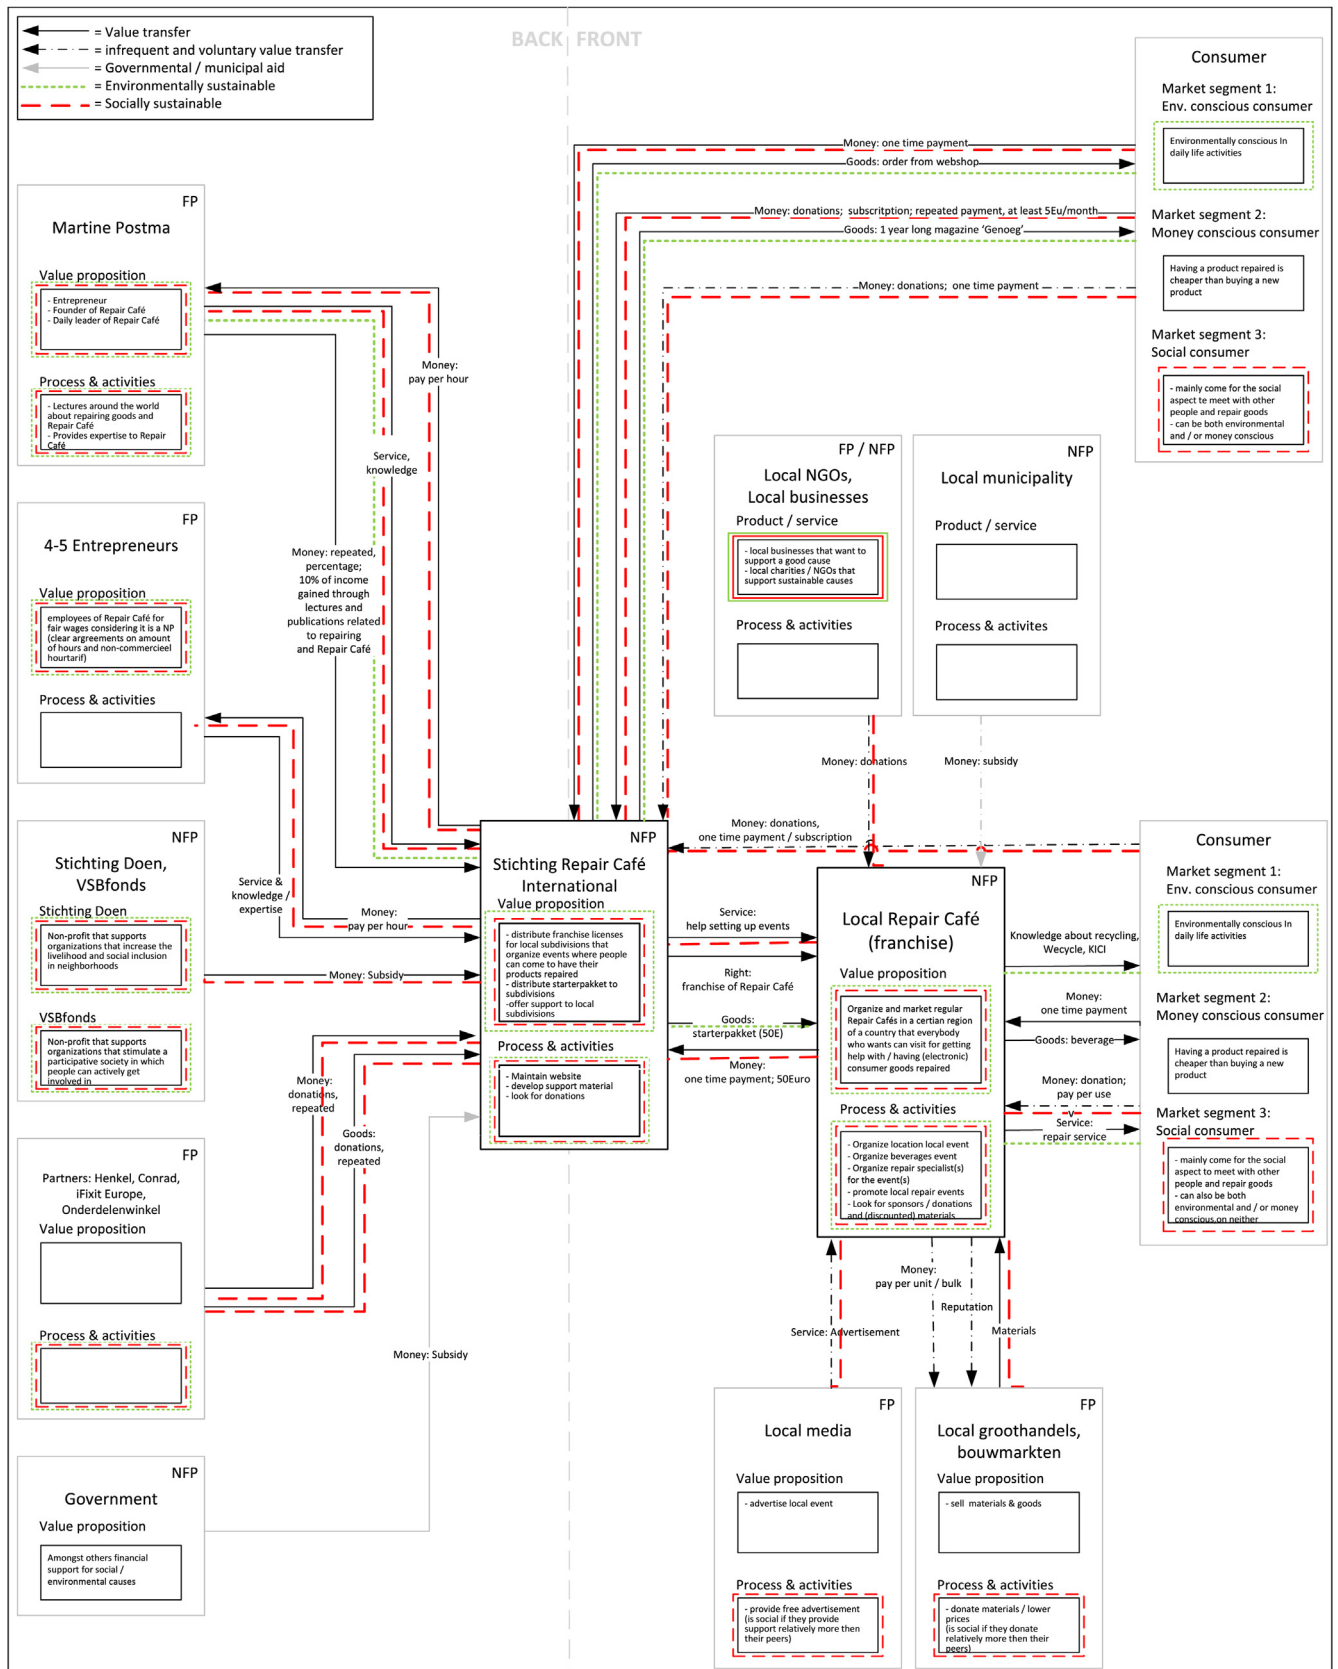 = Value transfer
= infrequent and voluntary value transfer
= Governmental / municipal aid
= Environmentally sustainable
= Socially sustainable
BACK FRONT
Consumer
Market segment 1:
Env. conscious consumer
Environmentally conscious In
daily life activities
Market segment 2:
Money conscious consumer
Having a product repaired is
cheaper than buying a new
product
Market segment 3:
Social consumer
- mainly come for the social
aspect te meet with other
people and repair goods
- can be both environmental
and / or money conscious
Money: one time payment
Goods: order from webshop
Money: donations; subscritption; repeated payment, at least 5Eu/month
Goods: 1 year long magazine ‘Genoeg’
Money: donations; one time payment
FP
Martine Postma
Value proposition
- Entrepreneur
- Founder of Repair Café
- Daily leader of Repair Café
Process & activities
- Lectures around the world
about repairing goods and
Repair Café
- Provides expertise to Repair
Café
Money:
pay per hour
Service,
knowledge
Money: repeated,
percentage;
10% of income
gained through
lectures and
publications related
to repairing
and Repair Café
FP
4-5 Entrepreneurs
Value proposition
employees of Repair Café for
fair wages considering it is a NP
(clear argreements on amount
of hours and non-commercieel
hourtarif)
Process & activities
Service &
knowledge /
expertise
Money:
pay per hour
NFP
Stichting Doen,
VSBfonds
Stichting Doen
Non-profit that supports
organizations that increase the
livelihood and social inclusion
in neighborhoods
VSBfonds
Non-profit that supports
organizations that stimulate a
participative society in which
people can actively get
involved in
Money: Subsidy
FP
Partners: Henkel, Conrad,
iFixit Europe,
Onderdelenwinkel
Value proposition
Process & activities
Money:
donations,
repeated
Goods:
donations,
repeated
NFP
Government
Value proposition
Amongst others financial
support for social /
environmental causes
Money: Subsidy
FP / NFP
Local NGOs,
Local businesses
Product / service
- local businesses that want to
support a good cause
- local charities / NGOs that
support sustainable causes
Process & activities
NFP
Local municipality
Product / service
Process & activites
Money: donations
Money: subsidy
NFP
Stichting Repair Café
International
Value proposition
- distribute franchise licenses
for local subdivisions that
organize events where people
can come to have their
products repaired
- distribute starterpakket to
subdivisions
-offer support to local
subdivisions
Process & activities
- Maintain website
- develop support material
- look for donations
Money: donations,
one time payment / subscription
Service:
help setting up events
Right:
franchise of Repair Café
Goods:
starterpakket (50E)
Money:
one time payment; 50Euro
NFP
Local Repair Café
(franchise)
Value proposition
Organize and market regular
Repair Cafés in a certian region
of a country that everybody
who wants can visit for getting
help with / having (electronic)
consumer goods repaired
Process & activities
- Organize location local event
- Organize beverages event
- Organize repair specialist(s)
for the event(s)
- promote local repair events
- Look for sponsors / donations
and (discounted) materials
Knowledge about recycling,
Wecycle, KICI
Money:
one time payment
Goods: beverage
Money: donation;
pay per use
v
Service:
repair service
Consumer
Market segment 1:
Env. conscious consumer
Environmentally conscious In
daily life activities
Market segment 2:
Money conscious consumer
Having a product repaired is
cheaper than buying a new
product
Market segment 3:
Social consumer
- mainly come for the social
aspect to meet with other
people and repair goods
- can also be both
environmental and / or money
conscious,on neither
Service: Advertisement
Money:
pay per unit / bulk
Reputation
Materials
FP
Local media
Value proposition
- advertise local event
Process & activities
- provide free advertisement
(is social if they provide
support relatively more then
their peers)
FP
Local groothandels,
bouwmarkten
Value proposition
- sell materials & goods
Process & activities
- donate materials / lower
prices
(is social if they donate
relatively more then their
peers)